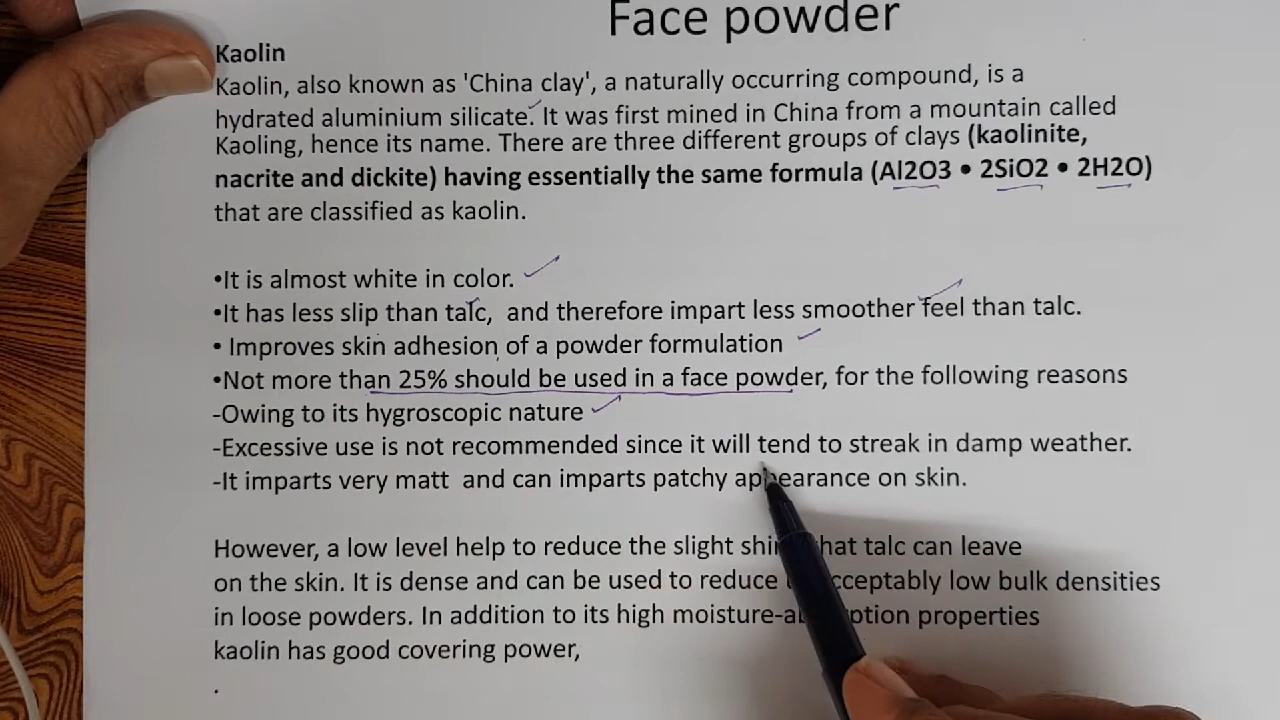 Face powder
Kaolin
Kaolin, also known as 'China clay', a naturally occurring compound, is a
hydrated aluminium silicate. It was first mined in China from a mountain called
Kaoling, hence its name. There are three different groups of clays (kaolinite,
nacrite and dickite) having essentially the same formula (Al2O3 • 2SiO2 • 2H2O)
that are classified as kaolin.
•It is almost white in color.
•It has less slip than talc, and therefore impart less smoother feel than talc.
• Improves skin adhesion of a powder formulation
•Not more than 25% should be used in a face powder, for the following reasons
-Owing to its hygroscopic nature
-Excessive use is not recommended since it will tend to streak in damp weather.
-It imparts very matt and can imparts patchy appearance on skin.
However, a low level help to reduce the slight that talc can leave
on the skin. It is dense and can be used to reduce low bulk densities
in loose powders. In addition to its high properties
kaolin has good covering power,
.